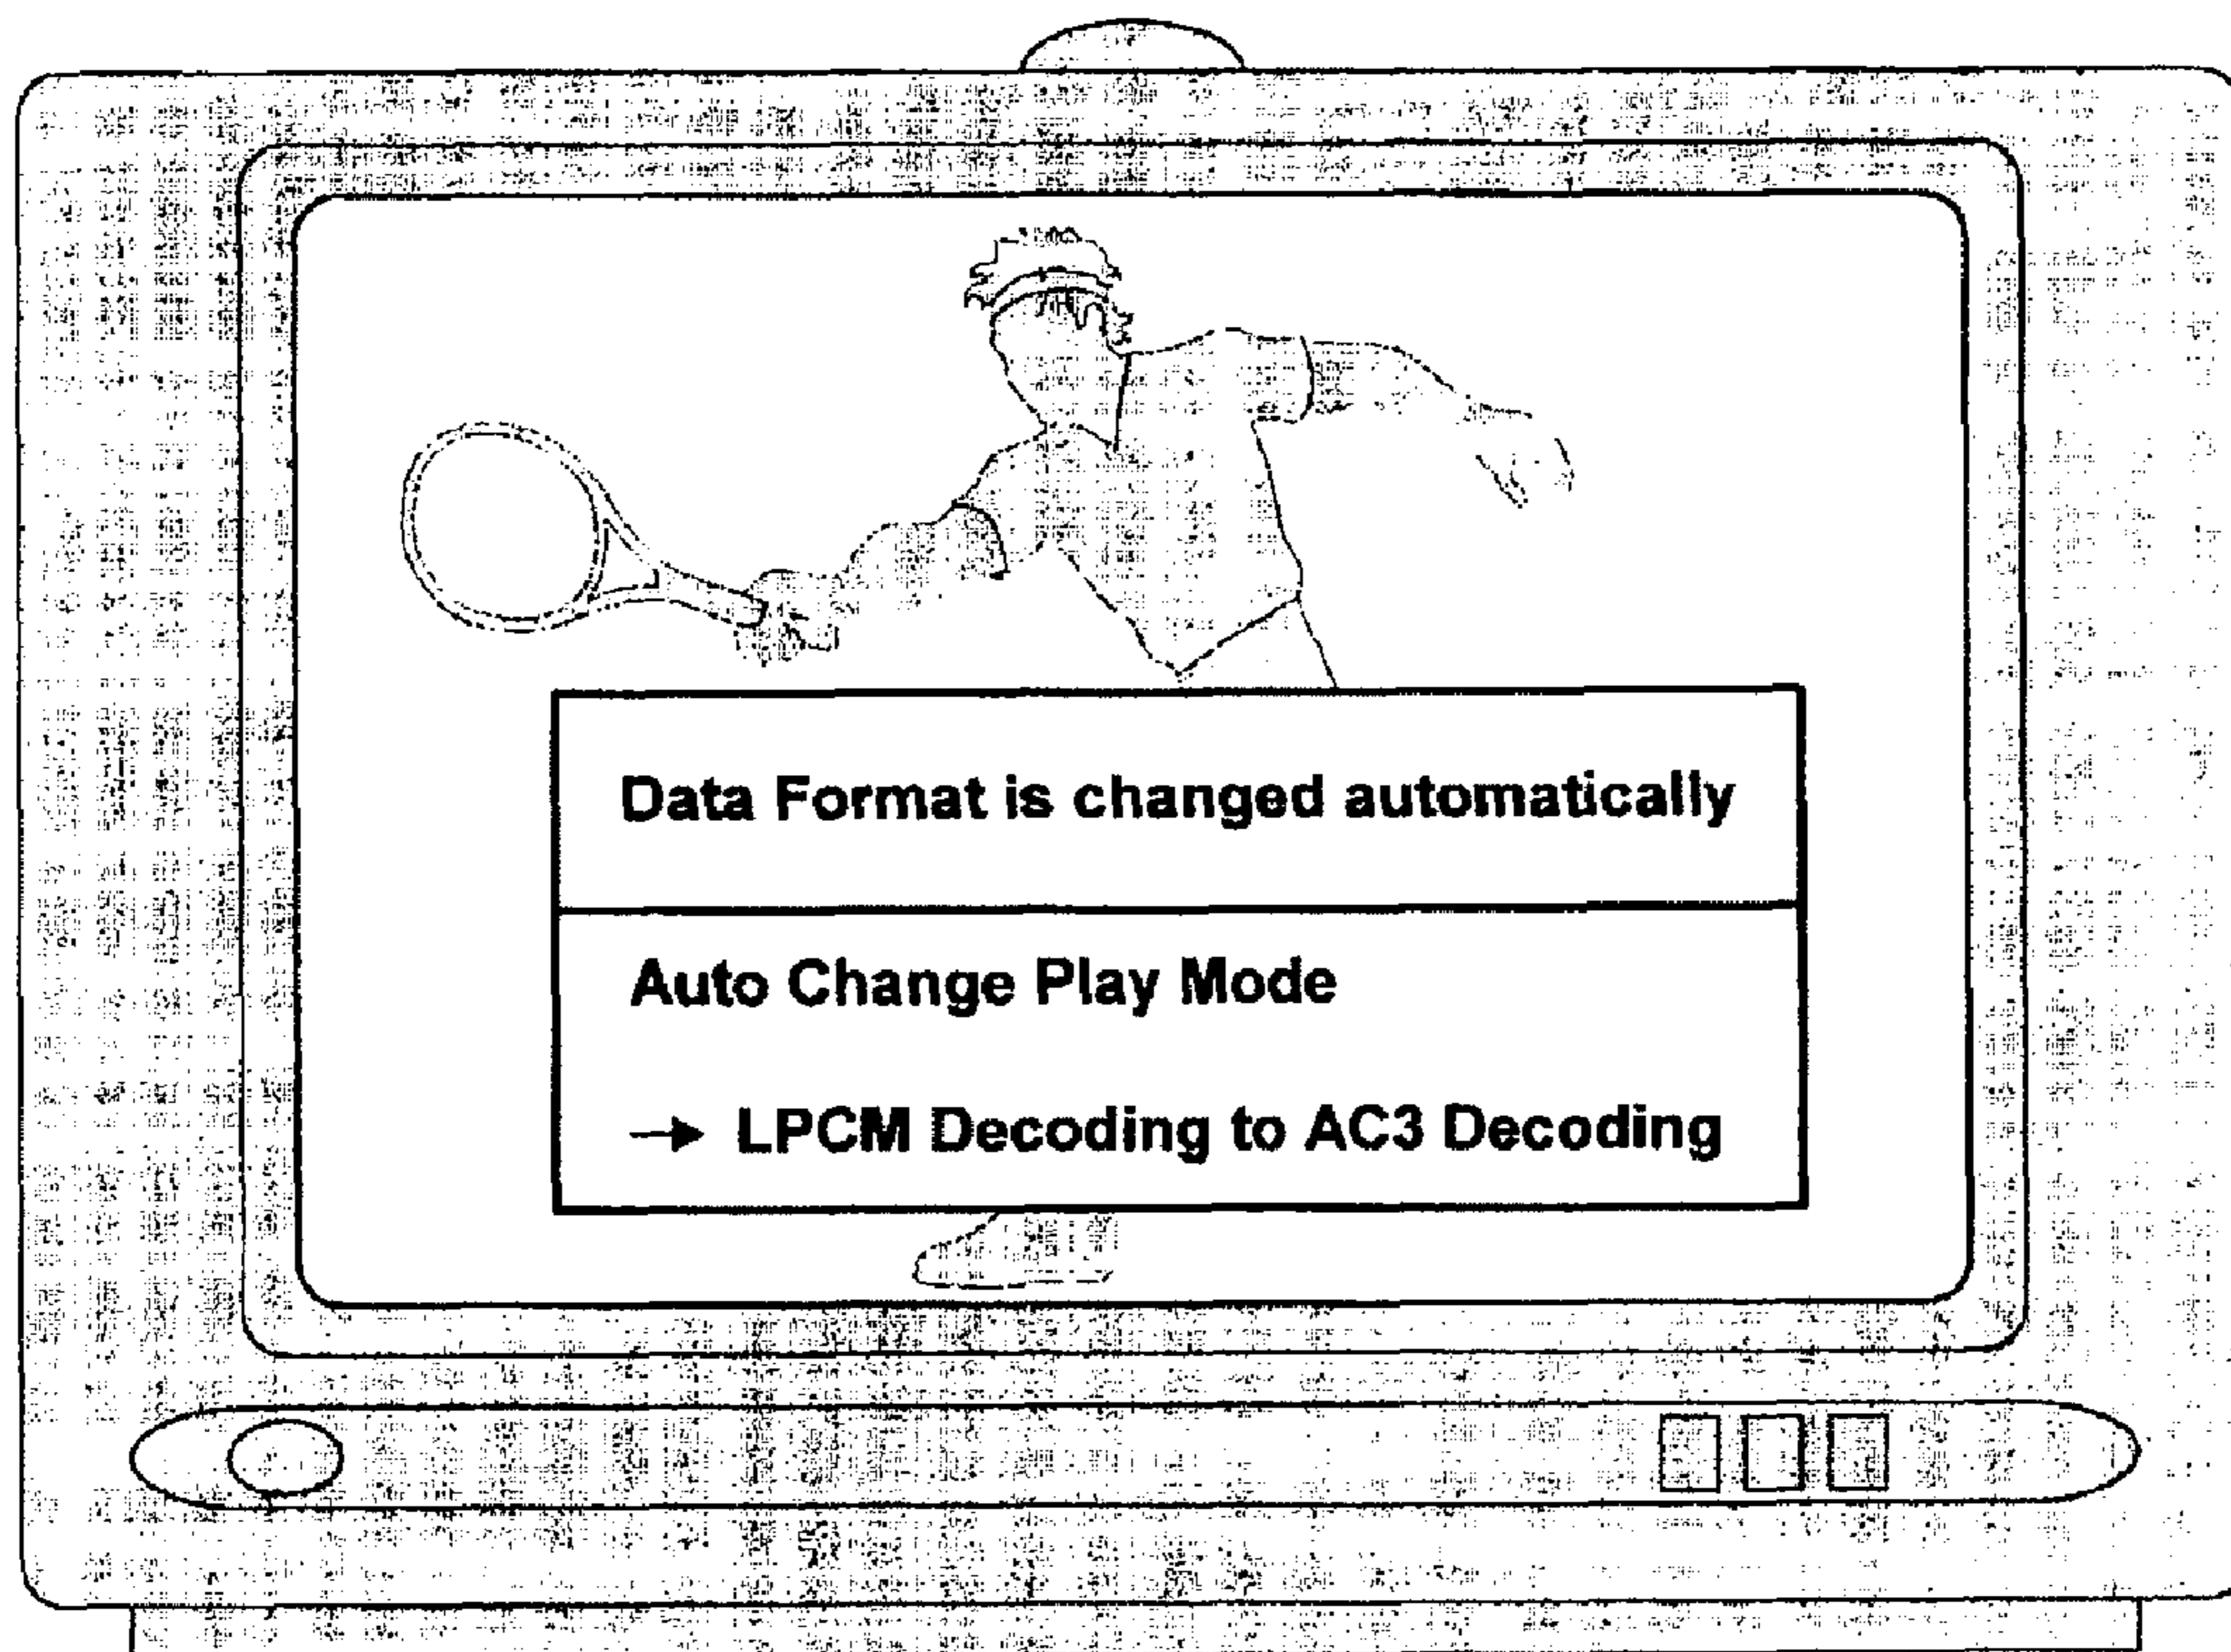 Data Format is changed automatically
Auto Change Play Mode
→ LPCM Decoding to AC3 Decoding